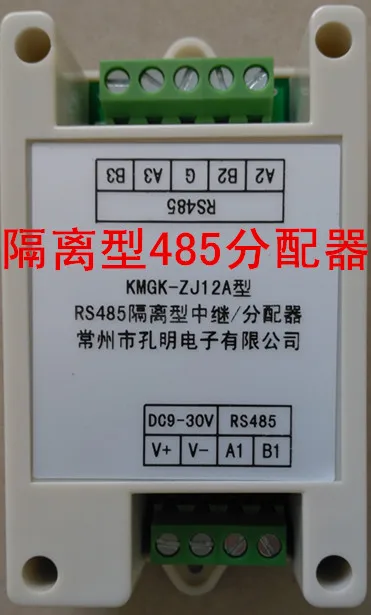 B3 A3 G B2 A2
RS485
隔离型485分配器
KMGK-ZJ12A型
RS485隔离型中继/分配器
常州市孔明电子有限公司
DC9-30V RS485
V+ V- A1 B1